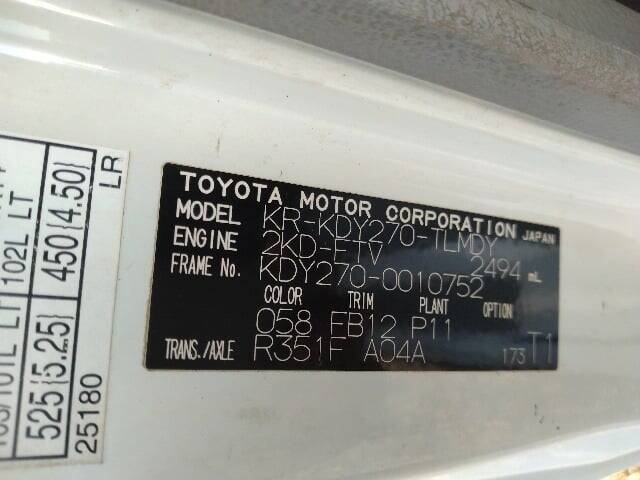 TOYOTA MOTOR CORPORATION JAPAN
MODEL KR-KDY270-TLMDY
ENGINE 2KD-FTV 2494 mL
FRAME No. KDY270-0010752
COLOR TRIM PLANT OPTION
058 FB12 P11
TRANS./AXLE R351F A04A 173 T1
102L LT
525{5.25} 450{4.50}
25180 LR